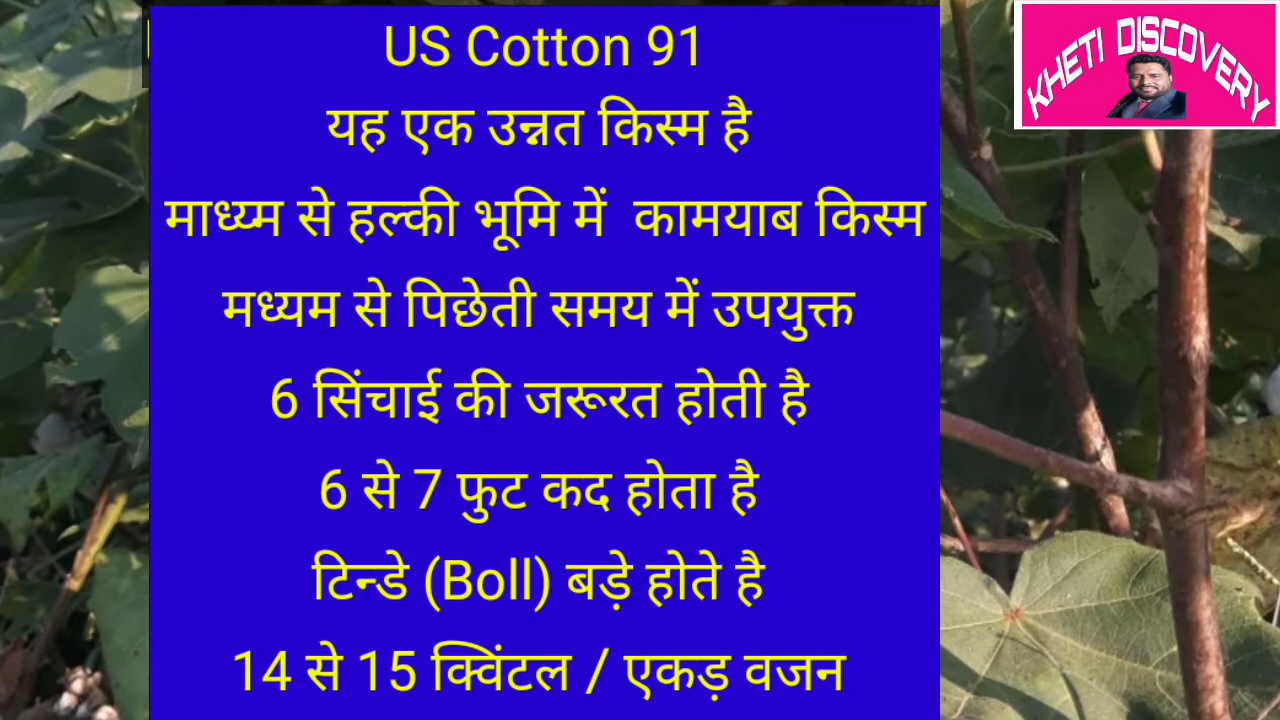 US Cotton 91
यह एक उन्नत किस्म है
माध्य्म से हल्की भूमि में कामयाब किस्म
मध्यम से पिछेती समय में उपयुक्त
6 सिंचाई की जरूरत होती है
6 से 7 फुट कद होता है
टिन्डे (Boll) बड़े होते है
14 से 15 क्विंटल / एकड़ वजन
KHETI DISCOVERY